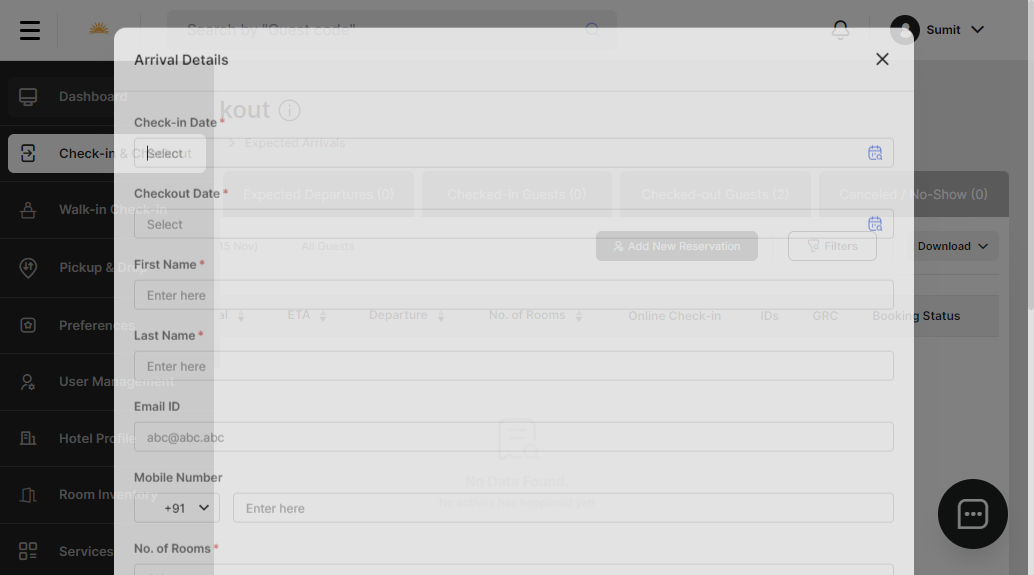 Search by "Guest code"
Sumit
Arrival Details
Dashboard
kout
Check-in Date *
Expected Arrivals
Select
Check-in & Checkout
Checkout Date *
Expected Departures (0)
Checked-in Guests (0)
Checked-out Guests (2)
Canceled / No-Show (0)
Walk-in Check-in
Select
15 Nov)
All Guests
Add New Reservation
Filters
Download
First Name *
Pickup & Drop
Enter here
al
ETA
Departure
No. of Rooms
Online Check-in
IDs
GRC
Booking Status
Preferences
Last Name *
Enter here
User Management
Email ID
abc@abc.abc
Hotel Profile
Mobile Number
No Data Found.
Room Inventory
+91
Enter here
No. of Rooms *
Services